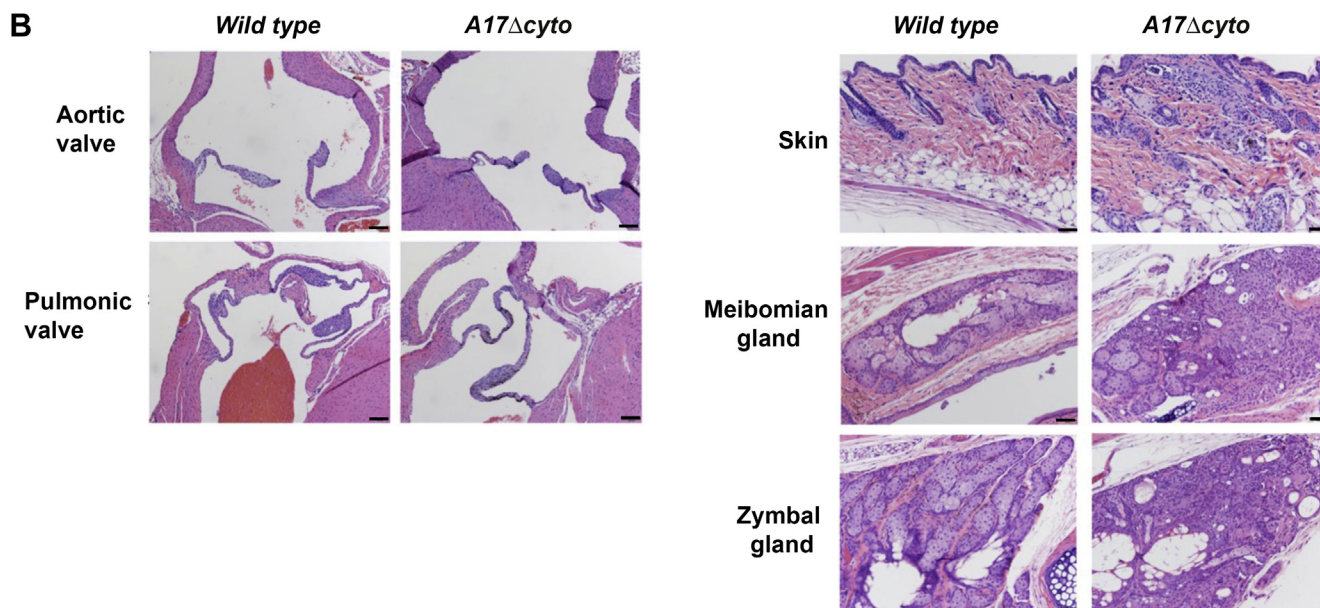 B
Wild type
A17Δcyto
Aortic
valve
Pulmonic
valve
Wild type
A17Δcyto
Skin
Meibomian
gland
Zymbal
gland